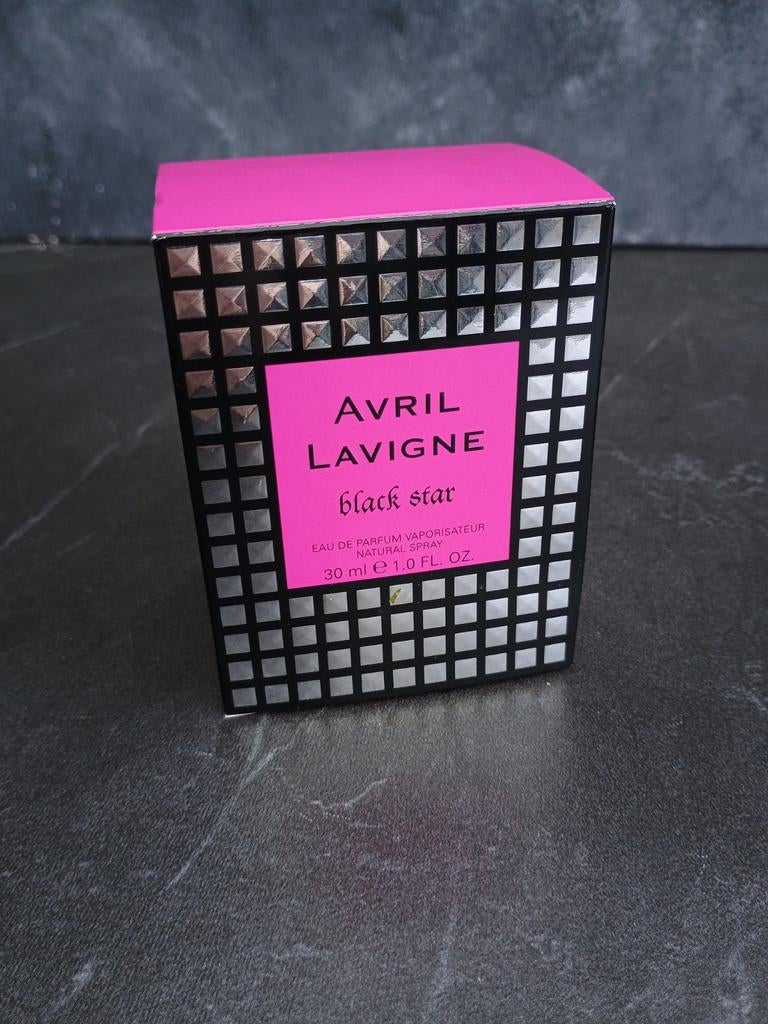 AVRIL
LAVIGNE
black star
EAU DE PARFUM VAPORISATEUR
NATURAL SPRAY
30 ml ℮ 1.0 FL. OZ.